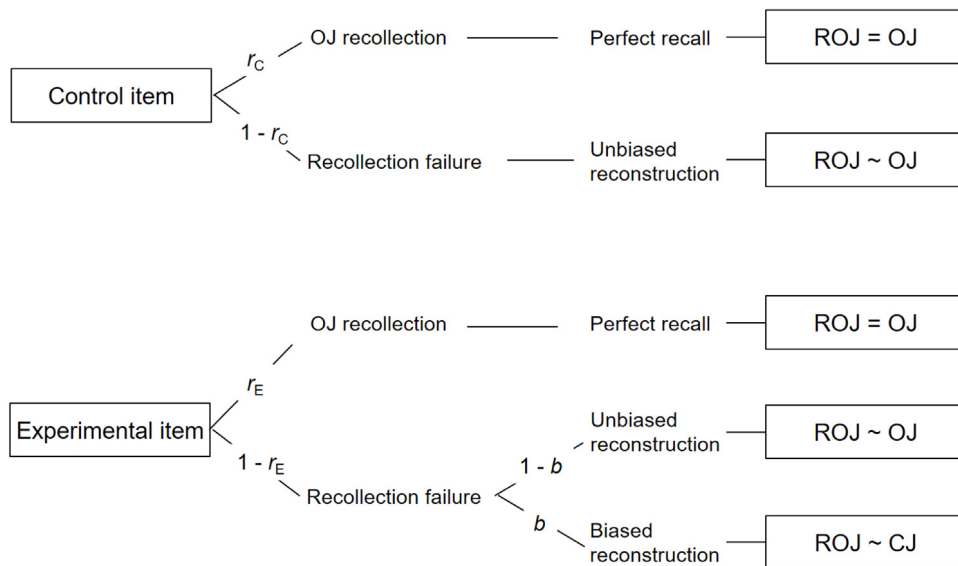 OJ recollection
Perfect recall
ROJ = OJ
r_C
Control item
1 - r_C
Recollection failure
Unbiased
reconstruction
ROJ ~ OJ
OJ recollection
Perfect recall
ROJ = OJ
r_E
Experimental item
Unbiased
reconstruction
ROJ ~ OJ
1 - r_E
1 - b
Recollection failure
b
Biased
reconstruction
ROJ ~ CJ